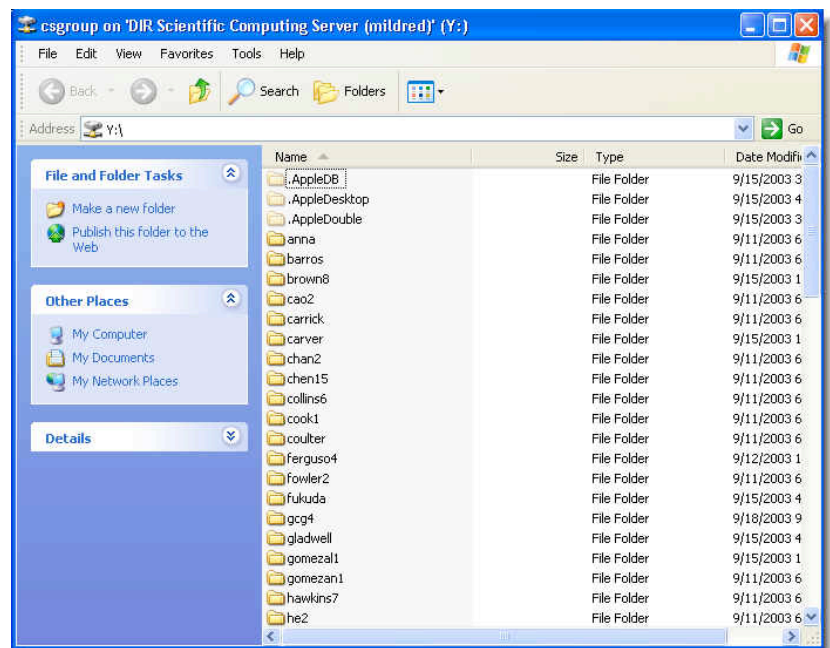 csgroup on 'DIR Scientific Computing Server (mildred)' (Y:)
File Edit View Favorites Tools Help
Back Search Folders
Address Y:\ Go
File and Folder Tasks
Make a new folder
Publish this folder to the
Web
Other Places
My Computer
My Documents
My Network Places
Details
Name Size Type Date Modifi
.AppleDB File Folder 9/15/2003 3
.AppleDesktop File Folder 9/15/2003 4
.AppleDouble File Folder 9/15/2003 3
anna File Folder 9/11/2003 6
barros File Folder 9/11/2003 6
brown8 File Folder 9/15/2003 1
cao2 File Folder 9/11/2003 6
carrick File Folder 9/11/2003 6
carver File Folder 9/15/2003 1
chan2 File Folder 9/11/2003 6
chen15 File Folder 9/11/2003 6
collins6 File Folder 9/11/2003 6
cook1 File Folder 9/11/2003 6
coulter File Folder 9/11/2003 6
ferguso4 File Folder 9/12/2003 1
fowler2 File Folder 9/11/2003 6
fukuda File Folder 9/15/2003 4
gcg4 File Folder 9/18/2003 9
gladwell File Folder 9/15/2003 4
gomezal1 File Folder 9/15/2003 1
gomezan1 File Folder 9/11/2003 6
hawkins7 File Folder 9/11/2003 6
he2 File Folder 9/11/2003 6